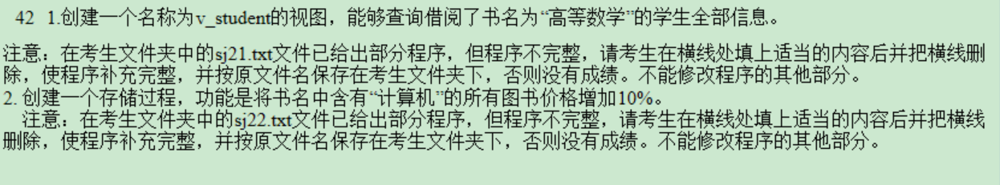 42 1.创建一个名称为v_student的视图，能够查询借阅了书名为“高等数学”的学生全部信息。
注意：在考生文件夹中的sj21.txt文件已给出部分程序，但程序不完整，请考生在横线处填上适当的内容后并把横线删
除，使程序补充完整，并按原文件名保存在考生文件夹下，否则没有成绩。不能修改程序的其他部分。
2. 创建一个存储过程，功能是将书名中含有“计算机”的所有图书价格增加10%。
注意：在考生文件夹中的sj22.txt文件已给出部分程序，但程序不完整，请考生在横线处填上适当的内容后并把横线
删除，使程序补充完整，并按原文件名保存在考生文件夹下，否则没有成绩。不能修改程序的其他部分。